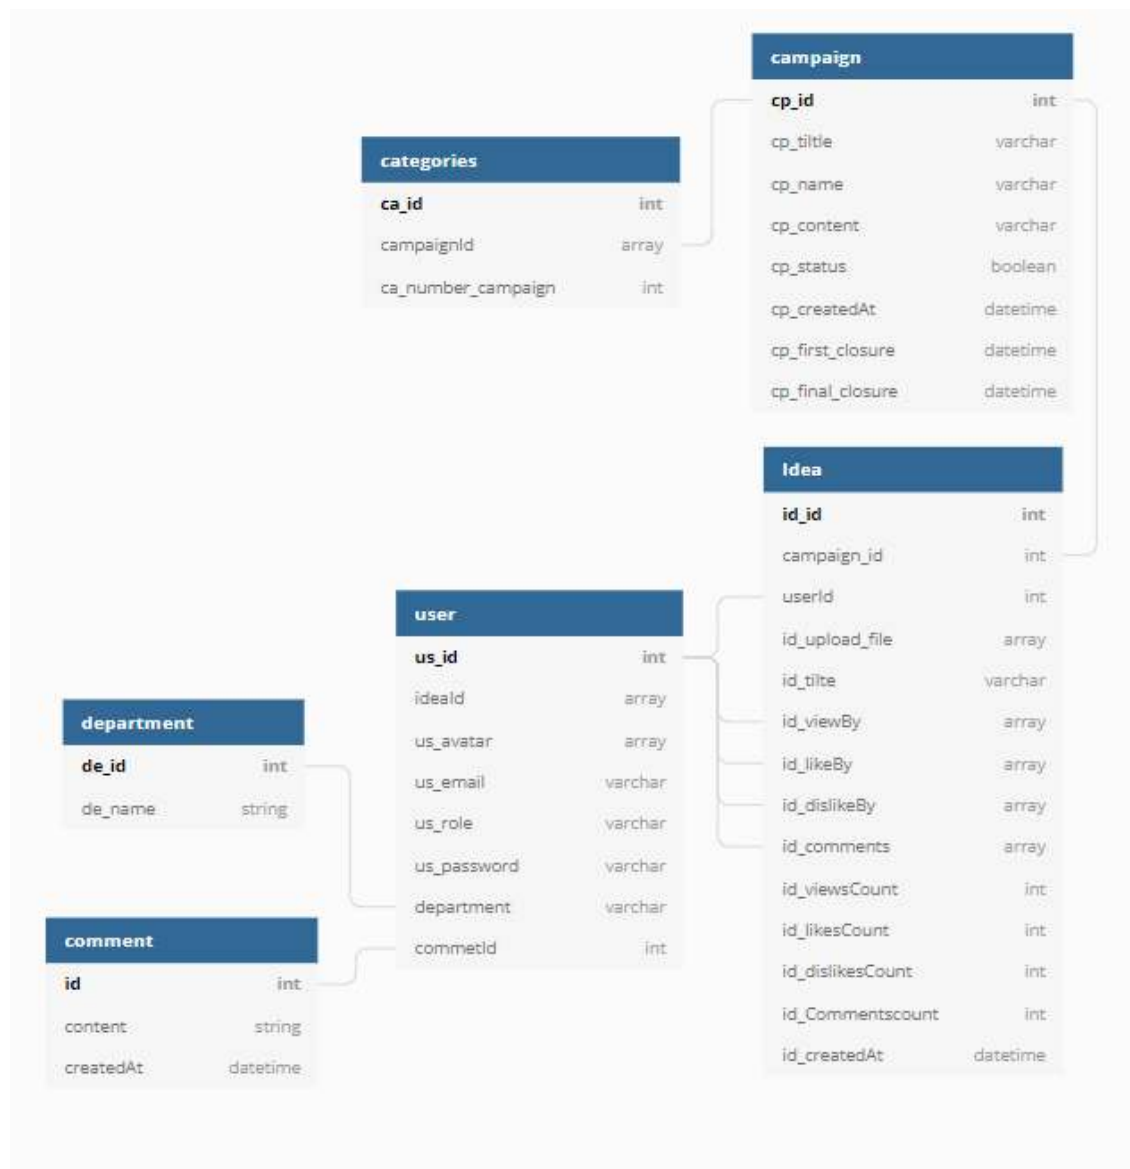 campaign
cp_id int
cp_tiltle varchar
cp_name varchar
cp_content varchar
cp_status boolean
cp_createdAt datetime
cp_first_closure datetime
cp_final_closure datetime
categories
ca_id int
campaignId array
ca_number_campaign int
Idea
id_id int
campaign_id int
userId int
id_upload_file array
id_tilte varchar
id_viewBy array
id_likeBy array
id_dislikeBy array
id_comments array
id_viewsCount int
id_likesCount int
id_dislikesCount int
id_Commentscount int
id_createdAt datetime
user
us_id int
ideaId array
us_avatar array
us_email varchar
us_role varchar
us_password varchar
department varchar
commetId int
department
de_id int
de_name string
comment
id int
content string
createdAt datetime